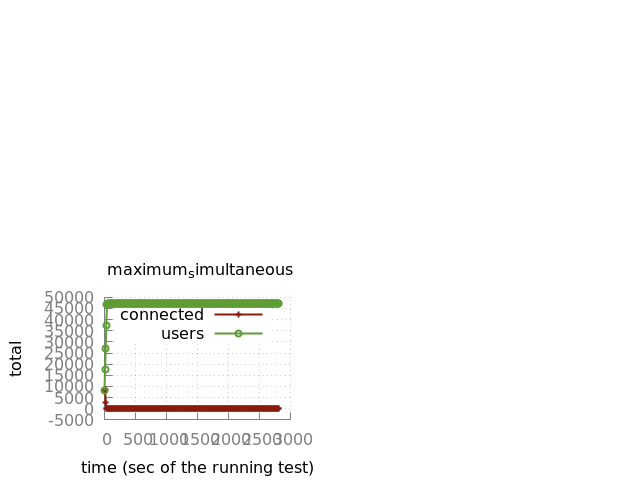 maximumsimultaneous
50000
45000
40000
35000
30000
25000
20000
15000
10000
5000
0
-5000
connected
users
total
0 500 1000 1500 2000 2500 3000
time (sec of the running test)